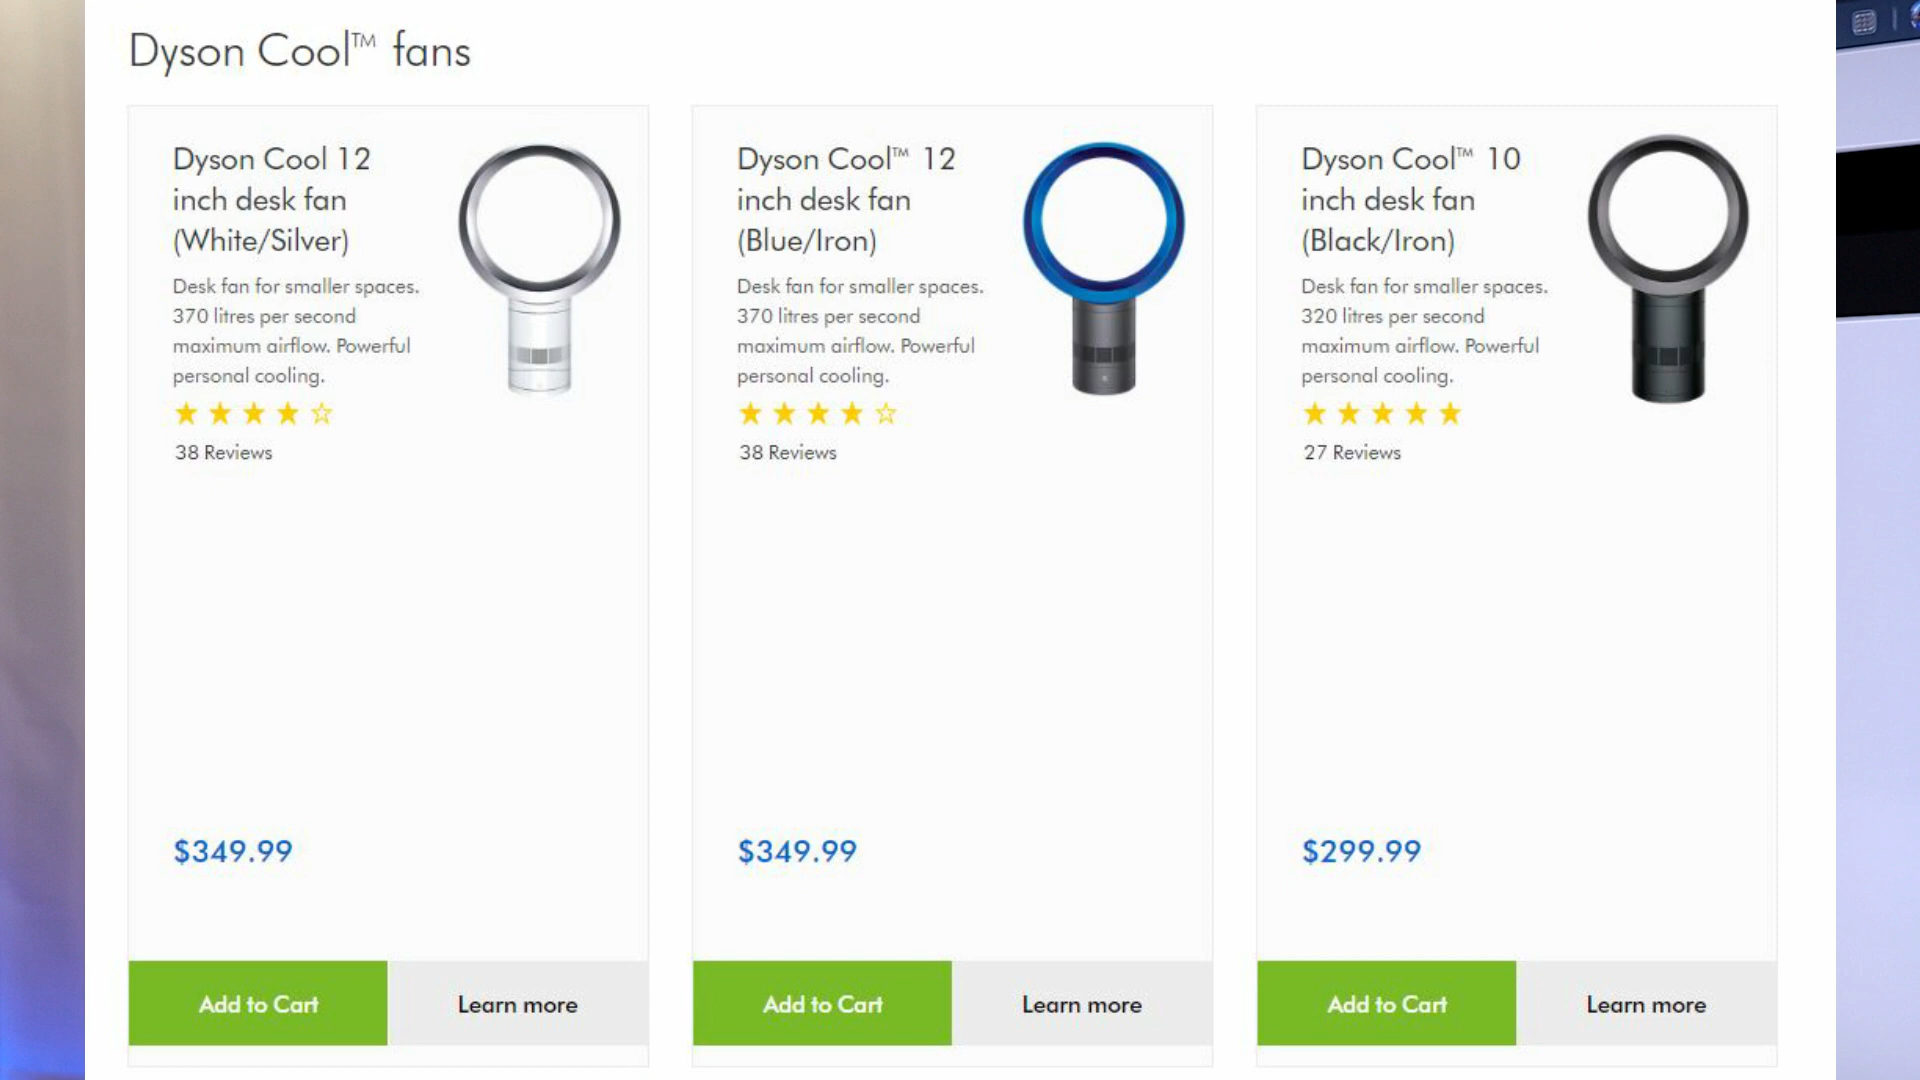 Dyson Cool™ fans
Dyson Cool 12
inch desk fan
(White/Silver)
Desk fan for smaller spaces.
370 litres per second
maximum airflow. Powerful
personal cooling.
38 Reviews
$349.99
Add to Cart
Learn more
Dyson Cool™ 12
inch desk fan
(Blue/Iron)
Desk fan for smaller spaces.
370 litres per second
maximum airflow. Powerful
personal cooling.
38 Reviews
$349.99
Add to Cart
Learn more
Dyson Cool™ 10
inch desk fan
(Black/Iron)
Desk fan for smaller spaces.
320 litres per second
maximum airflow. Powerful
personal cooling.
27 Reviews
$299.99
Add to Cart
Learn more